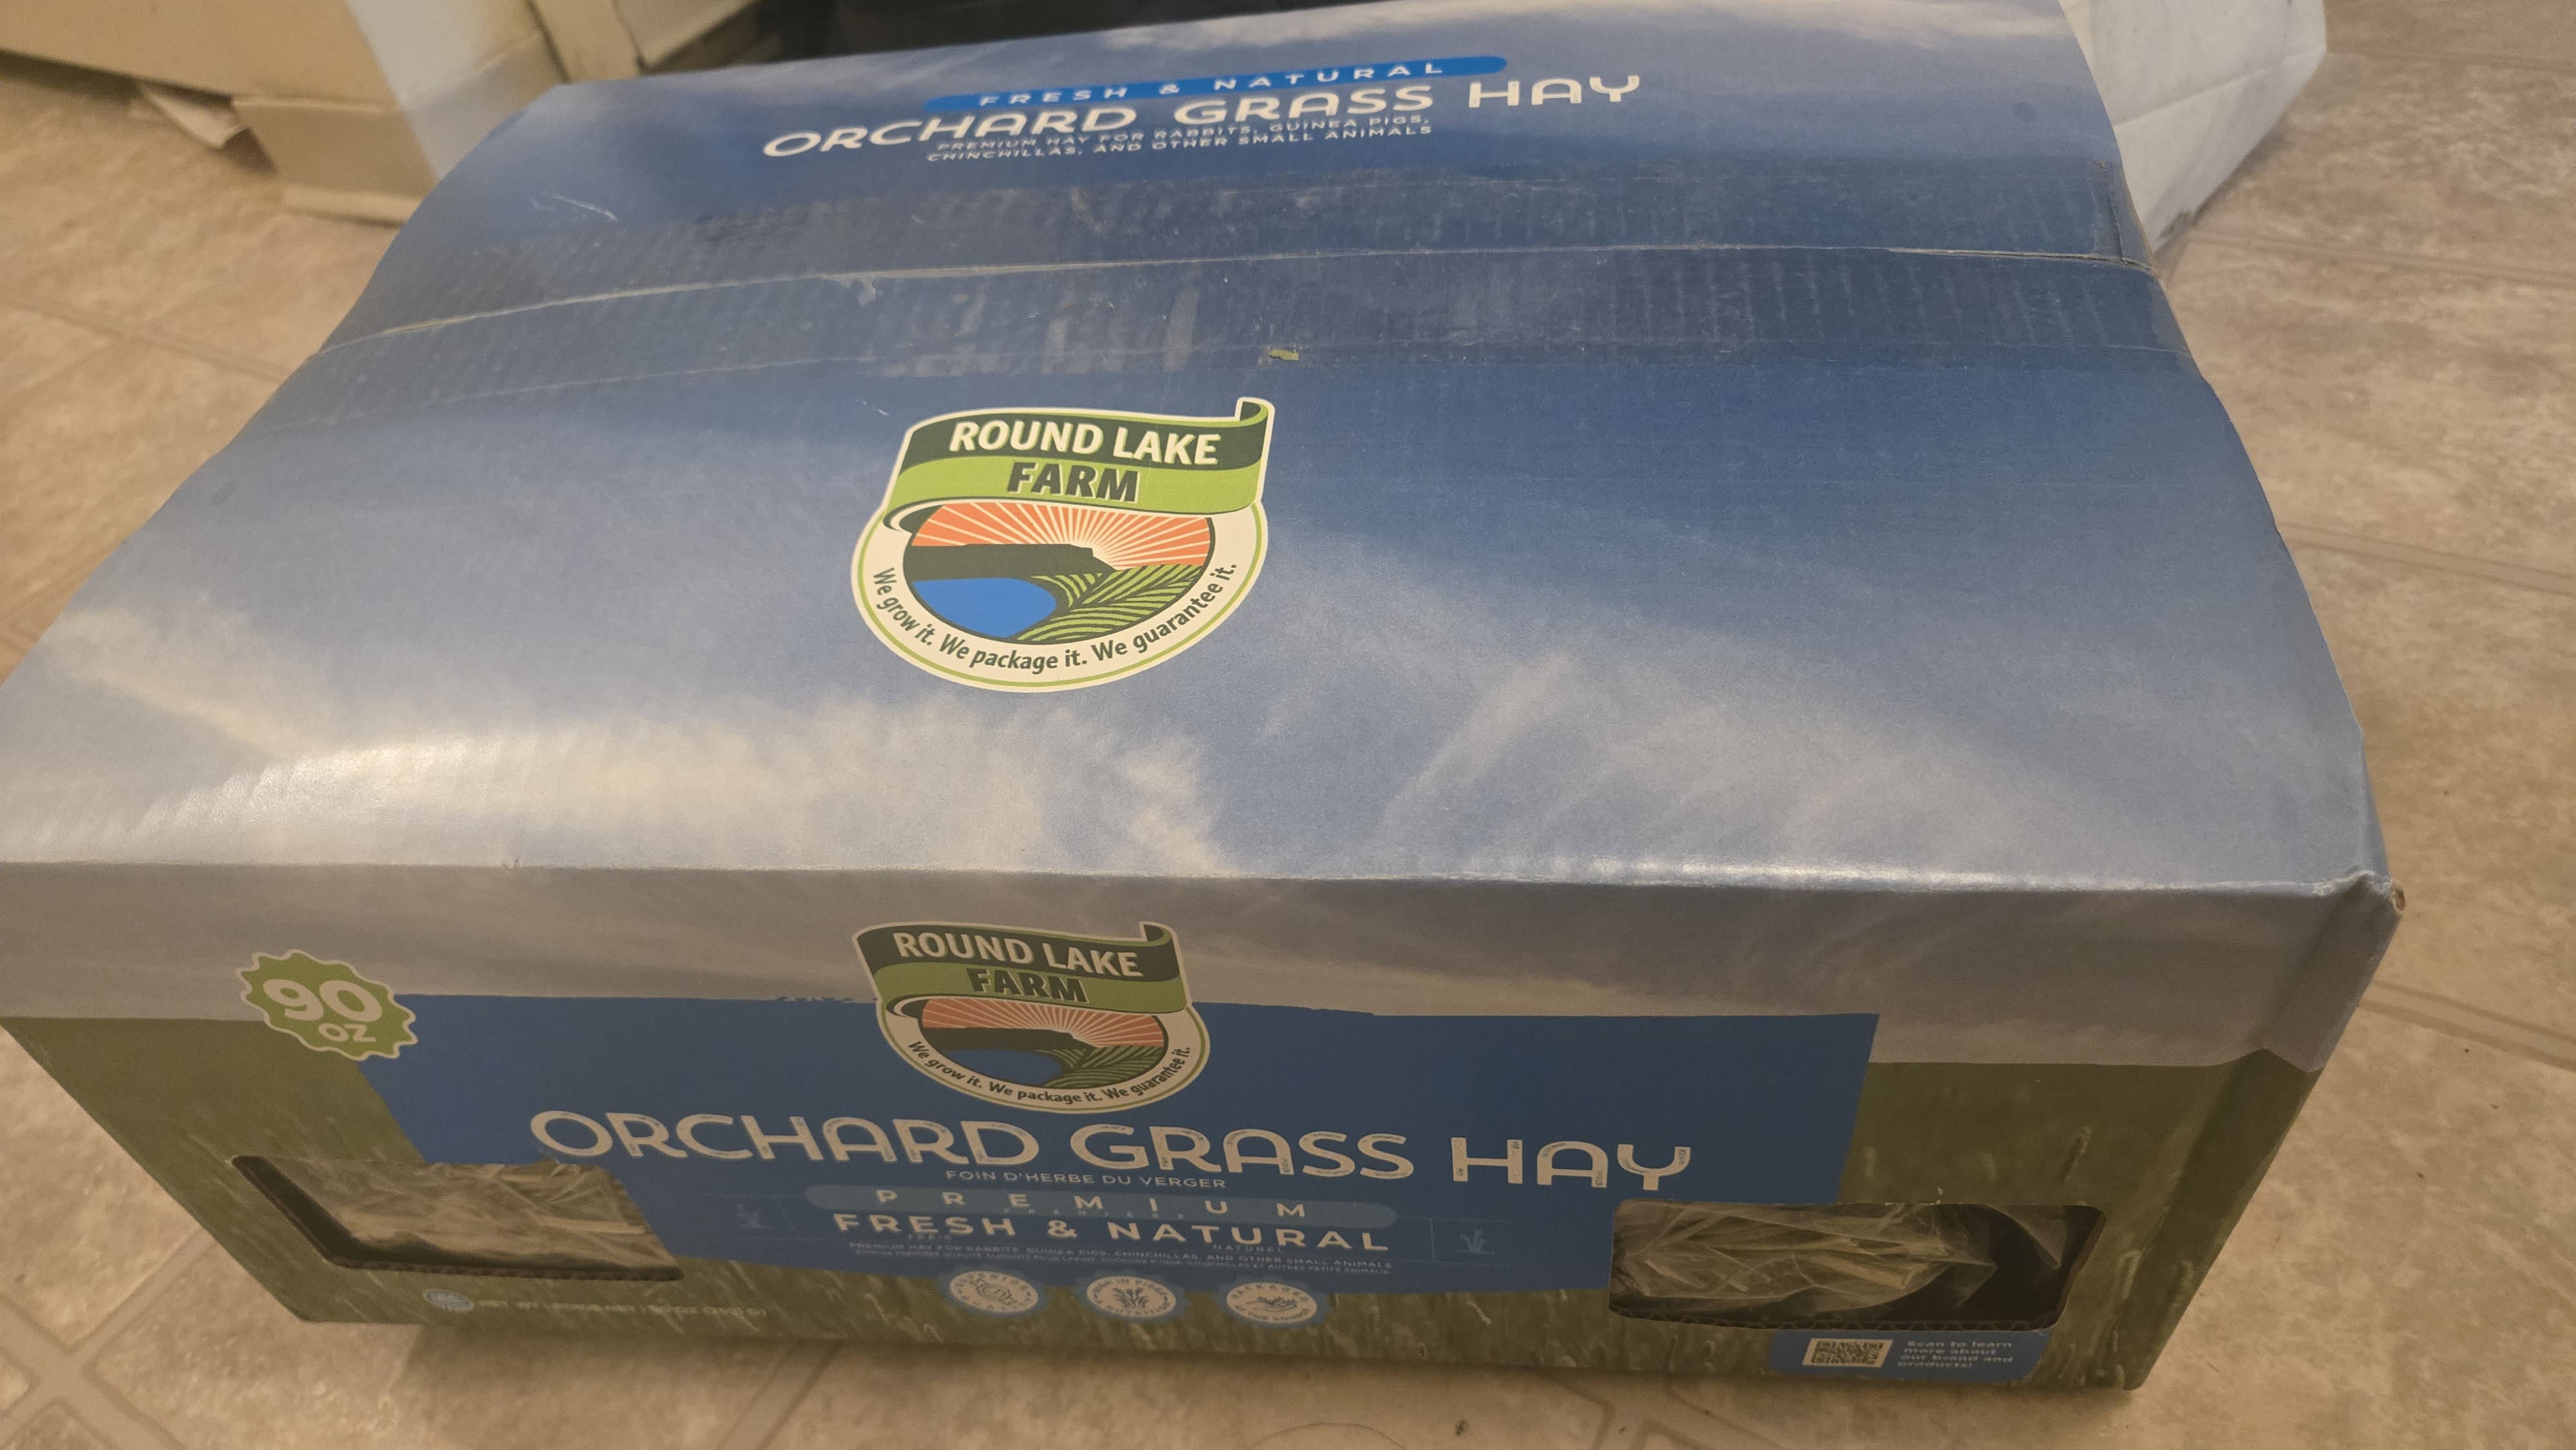 FRESH & NATURAL
ORCHARD GRASS HAY
PREMIUM HAY FOR RABBITS, GUINEA PIGS,
CHINCHILLAS, AND OTHER SMALL ANIMALS
ROUND LAKE
FARM
We grow it. We package it. We guarantee it.
90
OZ
ROUND LAKE
FARM
We grow it. We package it. We guarantee it.
ORCHARD GRASS HAY
FOIN D'HERBE DU VERGER
PREMIUM
FRESH & NATURAL
NATUREL
PREMIUM HAY FOR RABBITS, GUINEA PIGS, CHINCHILLAS, AND OTHER SMALL ANIMALS
Scan to learn
more about
our brand and
products!